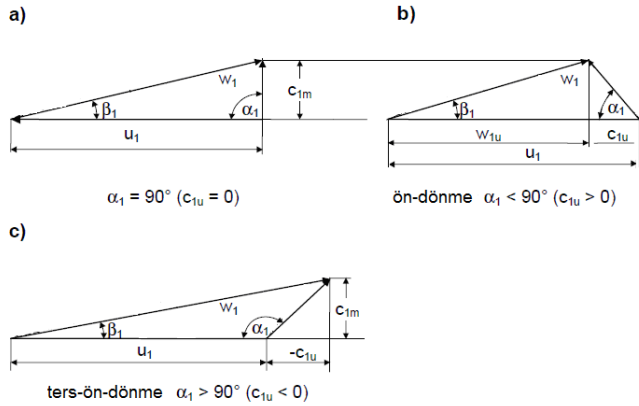 a)
w₁
β₁
α₁
c₁ₘ
u₁
α₁ = 90° (c₁ᵤ = 0)
b)
w₁
β₁
α₁
w₁ᵤ
c₁ᵤ
u₁
ön-dönme α₁ < 90° (c₁ᵤ > 0)
c)
w₁
β₁
α₁
c₁ₘ
u₁
-c₁ᵤ
ters-ön-dönme α₁ > 90° (c₁ᵤ < 0)